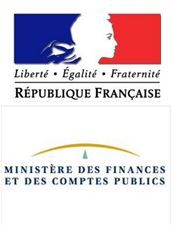 Liberté • Égalité • Fraternité
RÉPUBLIQUE FRANÇAISE
MINISTÈRE DES FINANCES
ET DES COMPTES PUBLICS